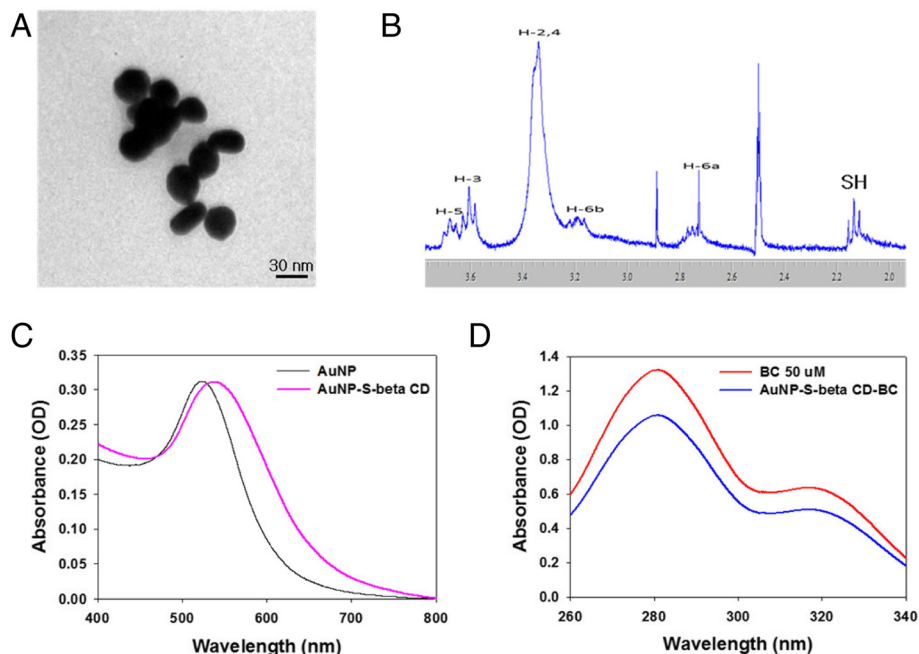 A
30 nm
B
H-2,4
H-3
H-5
H-6b
H-6a
SH
3.6 3.4 3.2 3.0 2.8 2.6 2.4 2.2 2.0
C
0.35
0.30
0.25
0.20
0.15
0.10
0.05
0.00
Absorbance (OD)
AuNP
AuNP-S-beta CD
400 500 600 700 800
Wavelength (nm)
D
1.4
1.2
1.0
0.8
0.6
0.4
0.2
0.0
Absorbance (OD)
BC 50 uM
AuNP-S-beta CD-BC
260 280 300 320 340
Wavelength (nm)